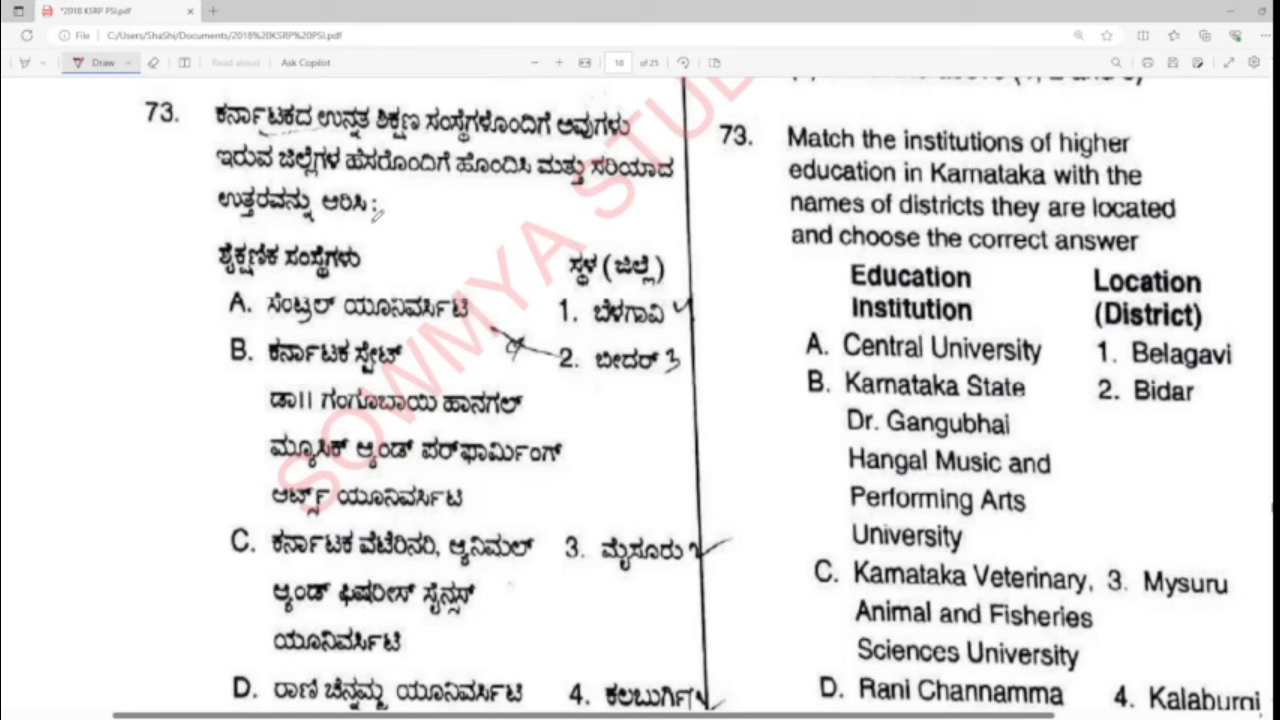 *2018 KSRP PSI.pdf
File
C:/Users/ShaShi/Documents/2018%20KSRP%20PSI.pdf
Draw
Read aloud
Ask Copilot
18
of 25
73. ಕರ್ನಾಟಕದ ಉನ್ನತ ಶಿಕ್ಷಣ ಸಂಸ್ಥೆಗಳೊಂದಿಗೆ ಅವುಗಳು
ಇರುವ ಜಿಲ್ಲೆಗಳ ಹೆಸರೊಂದಿಗೆ ಹೊಂದಿಸಿ ಮತ್ತು ಸರಿಯಾದ
ಉತ್ತರವನ್ನು ಆರಿಸಿ :
ಶೈಕ್ಷಣಿಕ ಸಂಸ್ಥೆಗಳು ಸ್ಥಳ (ಜಿಲ್ಲೆ)
A. ಸೆಂಟ್ರಲ್ ಯೂನಿವರ್ಸಿಟಿ 1. ಬೆಳಗಾವಿ
B. ಕರ್ನಾಟಕ ಸ್ಟೇಟ್ 2. ಬೀದರ್ 3
ಡಾ॥ ಗಂಗೂಬಾಯಿ ಹಾನಗಲ್
ಮ್ಯೂಸಿಕ್ ಆ್ಯಂಡ್ ಪರ್‌ಫಾರ್ಮಿಂಗ್
ಆರ್ಟ್ಸ್ ಯೂನಿವರ್ಸಿಟಿ
C. ಕರ್ನಾಟಕ ವೆಟೆರಿನರಿ, ಆ್ಯನಿಮಲ್ 3. ಮೈಸೂರು 2
ಆ್ಯಂಡ್ ಫಿಷರೀಸ್ ಸೈನ್ಸಸ್
ಯೂನಿವರ್ಸಿಟಿ
D. ರಾಣಿ ಚೆನ್ನಮ್ಮ ಯೂನಿವರ್ಸಿಟಿ 4. ಕಲಬುರ್ಗಿ
73. Match the institutions of higher
education in Karnataka with the
names of districts they are located
and choose the correct answer
Education Location
Institution (District)
A. Central University 1. Belagavi
B. Karnataka State 2. Bidar
Dr. Gangubhai
Hangal Music and
Performing Arts
University
C. Karnataka Veterinary, 3. Mysuru
Animal and Fisheries
Sciences University
D. Rani Channamma 4. Kalaburgi
SOWMYA